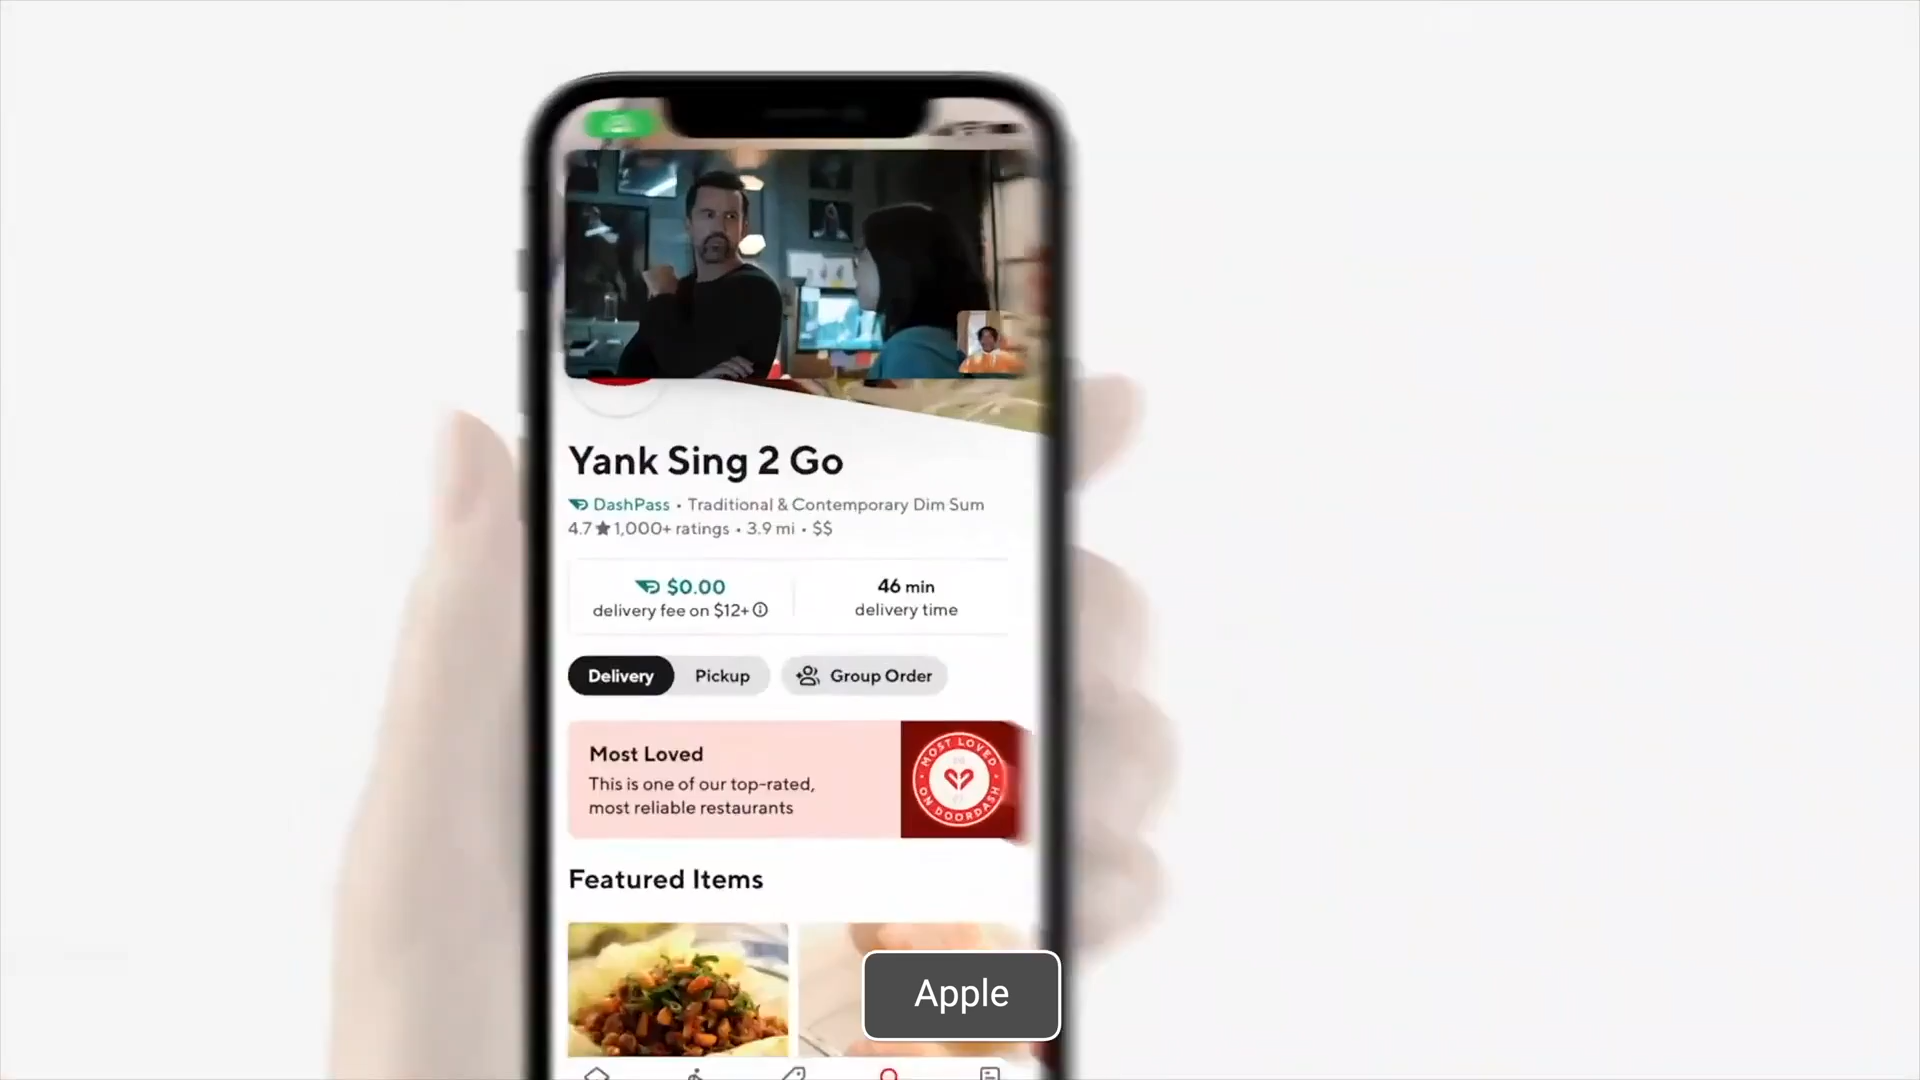 Yank Sing 2 Go
DashPass • Traditional & Contemporary Dim Sum
4.7★1,000+ ratings • 3.9 mi • $$
$0.00
delivery fee on $12+
46 min
delivery time
Delivery
Pickup
Group Order
Most Loved
This is one of our top-rated,
most reliable restaurants
MOST LOVED
ON DOORDASH
Featured Items
Apple